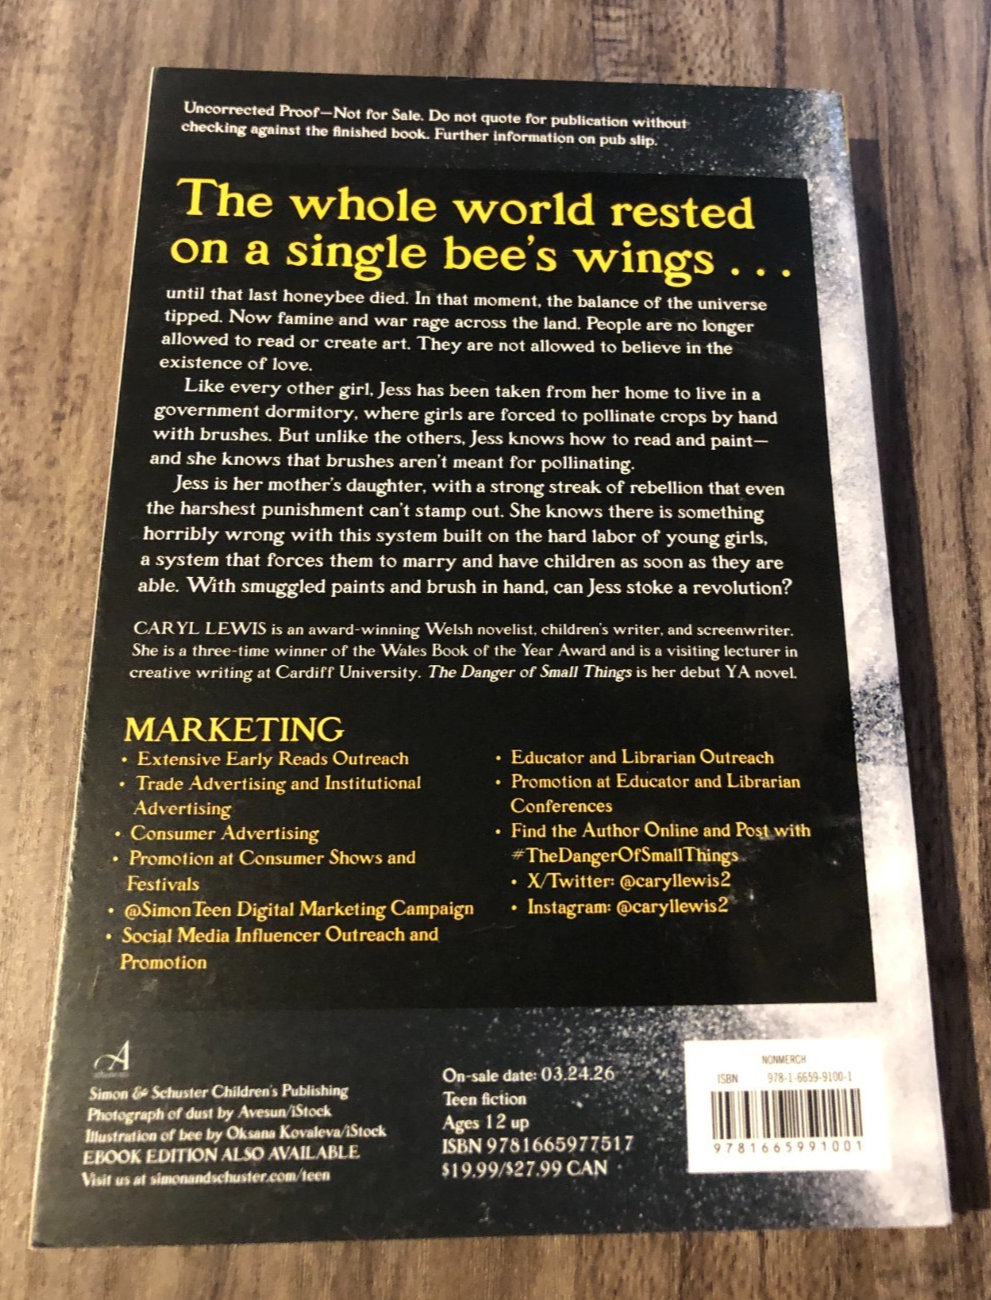 Uncorrected Proof—Not for Sale. Do not quote for publication without
checking against the finished book. Further information on pub slip.
The whole world rested
on a single bee's wings . . .
until that last honeybee died. In that moment, the balance of the universe
tipped. Now famine and war rage across the land. People are no longer
allowed to read or create art. They are not allowed to believe in the
existence of love.
Like every other girl, Jess has been taken from her home to live in a
government dormitory, where girls are forced to pollinate crops by hand
with brushes. But unlike the others, Jess knows how to read and paint—
and she knows that brushes aren't meant for pollinating.
Jess is her mother's daughter, with a strong streak of rebellion that even
the harshest punishment can't stamp out. She knows there is something
horribly wrong with this system built on the hard labor of young girls,
a system that forces them to marry and have children as soon as they are
able. With smuggled paints and brush in hand, can Jess stoke a revolution?
CARYL LEWIS is an award-winning Welsh novelist, children's writer, and screenwriter.
She is a three-time winner of the Wales Book of the Year Award and is a visiting lecturer in
creative writing at Cardiff University. The Danger of Small Things is her debut YA novel.
MARKETING
• Extensive Early Reads Outreach
• Trade Advertising and Institutional
Advertising
• Consumer Advertising
• Promotion at Consumer Shows and
Festivals
• @SimonTeen Digital Marketing Campaign
• Social Media Influencer Outreach and
Promotion
• Educator and Librarian Outreach
• Promotion at Educator and Librarian
Conferences
• Find the Author Online and Post with
#TheDangerOfSmallThings
• X/Twitter: @caryllewis2
• Instagram: @caryllewis2
A
Simon & Schuster Children's Publishing
Photograph of dust by Avesun/iStock
Illustration of bee by Oksana Kovaleva/iStock
EBOOK EDITION ALSO AVAILABLE
Visit us at simonandschuster.com/teen
On-sale date: 03.24.26
Teen fiction
Ages 12 up
ISBN 9781665977517
$19.99/$27.99 CAN
NONMERCH
ISBN 978-1-6659-9100-1
9781665991001